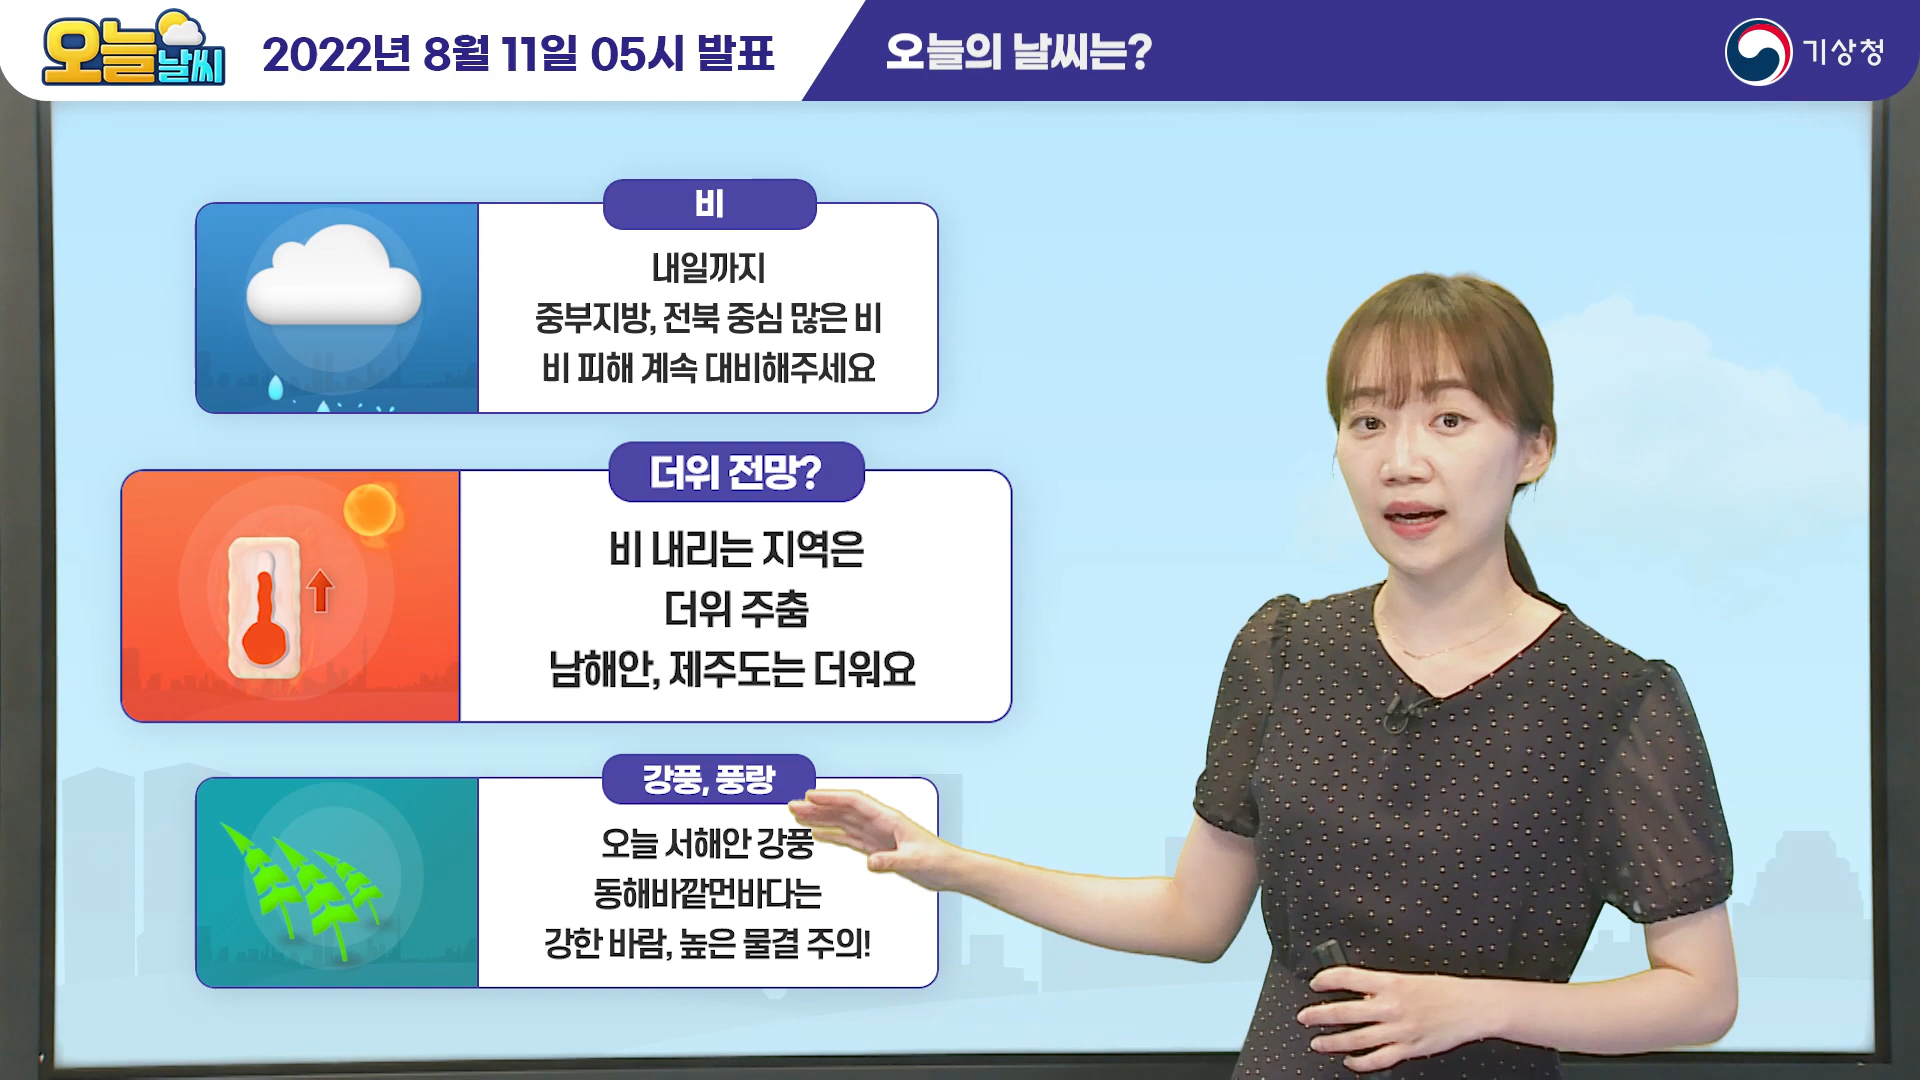 오늘날씨
2022년 8월 11일 05시 발표
오늘의 날씨는?
기상청
비
내일까지
중부지방, 전북 중심 많은 비
비 피해 계속 대비해주세요
더위 전망?
비 내리는 지역은
더위 주춤
남해안, 제주도는 더워요
강풍, 풍랑
오늘 서해안 강풍
동해바깥먼바다는
강한 바람, 높은 물결 주의!